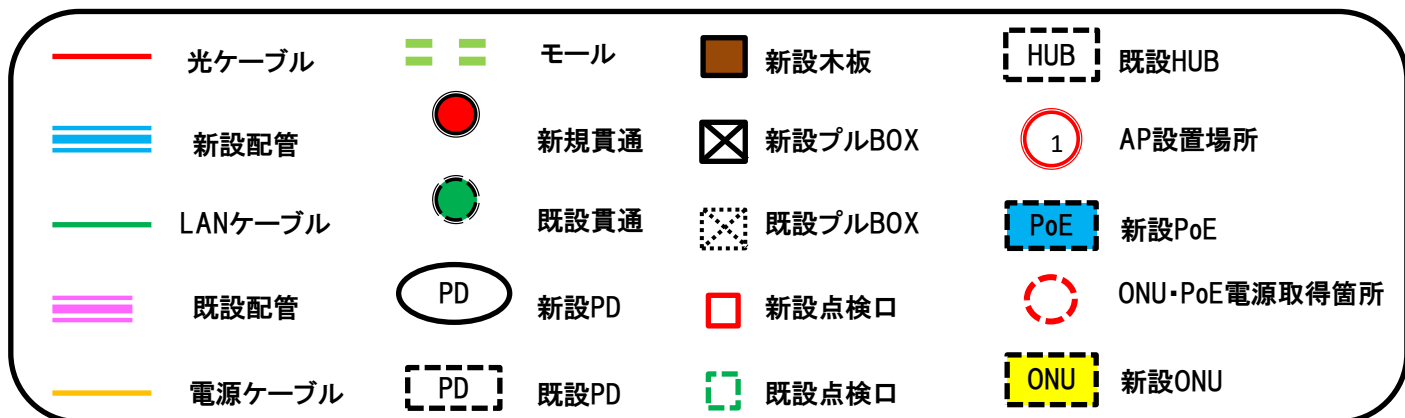 光ケーブル
モール
新設木板
HUB
既設HUB
新設配管
新規貫通
新設プルBOX
1
AP設置場所
LANケーブル
既設貫通
既設プルBOX
PoE
新設PoE
既設配管
PD
新設PD
新設点検口
ONU・PoE電源取得箇所
電源ケーブル
PD
既設PD
既設点検口
ONU
新設ONU